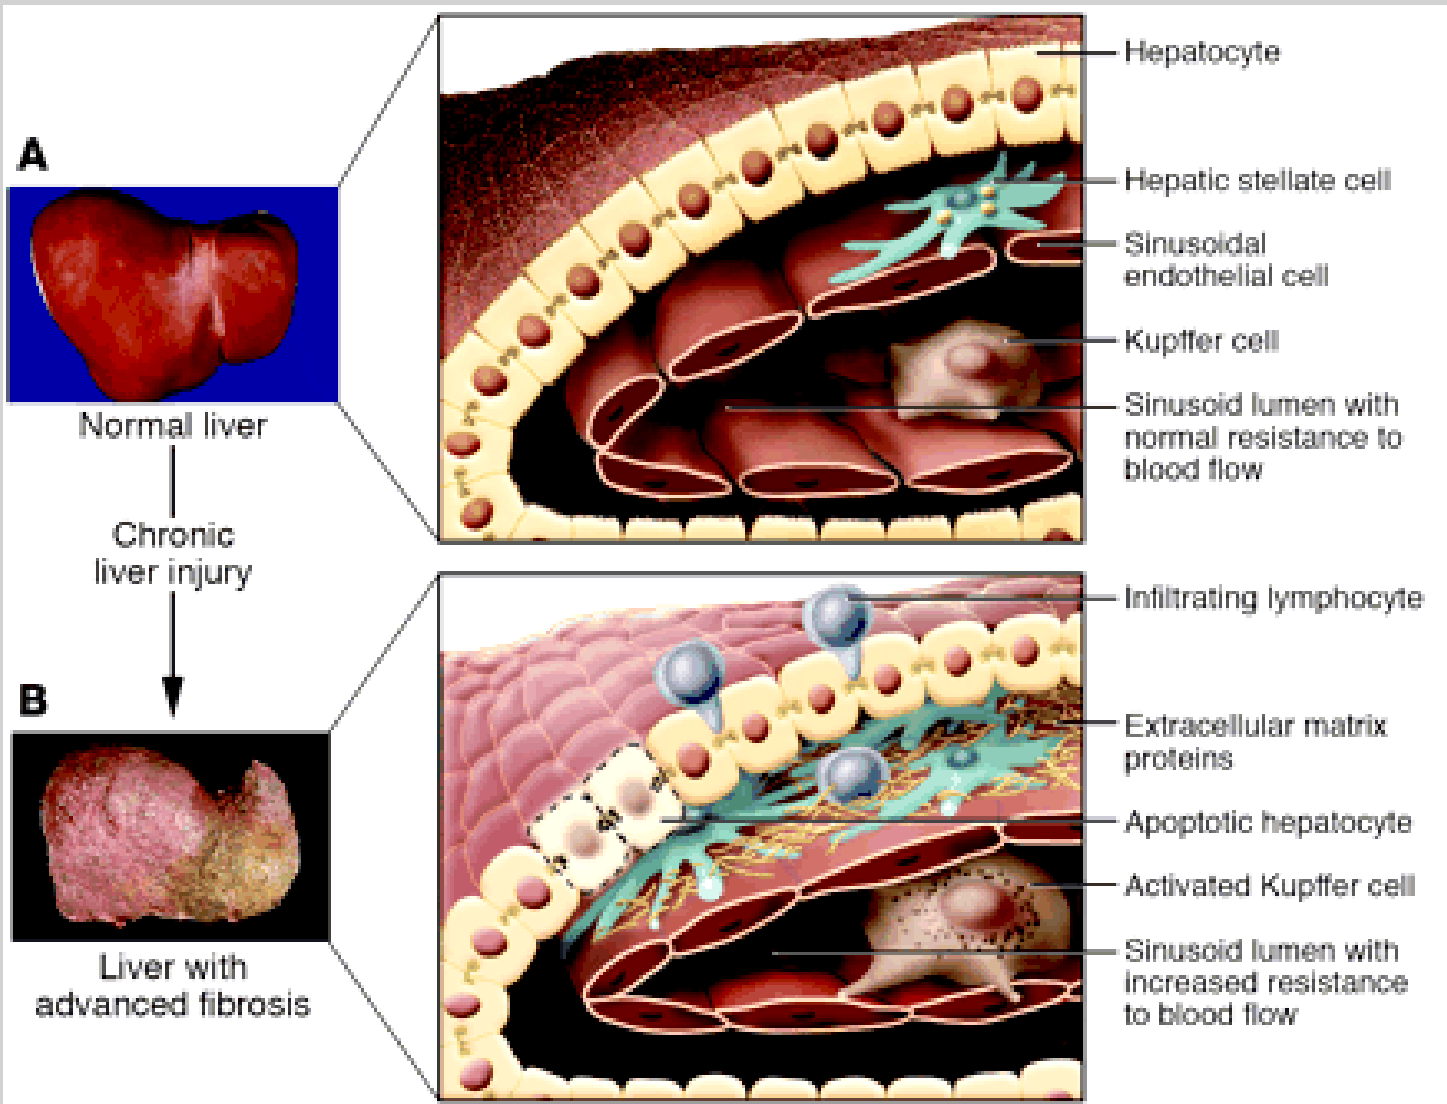 A
Normal liver
Chronic
liver injury
B
Liver with
advanced fibrosis
Hepatocyte
Hepatic stellate cell
Sinusoidal
endothelial cell
Kupffer cell
Sinusoid lumen with
normal resistance to
blood flow
Infiltrating lymphocyte
Extracellular matrix
proteins
Apoptotic hepatocyte
Activated Kupffer cell
Sinusoid lumen with
increased resistance
to blood flow